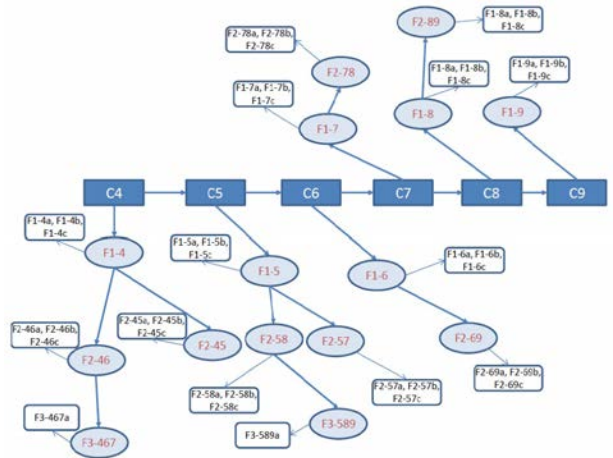 F2-78a, F2-78b,
F2-78c
F2-89
F1-8a, F1-8b,
F1-8c
F2-78
F1-7a, F1-7b,
F1-7c
F1-7
F1-8a, F1-8b,
F1-8c
F1-8
F1-9a, F1-9b,
F1-9c
F1-9
C4
C5
C6
C7
C8
C9
F1-4a, F1-4b,
F1-4c
F1-4
F1-5a, F1-5b,
F1-5c
F1-5
F1-6
F1-6a, F1-6b,
F1-6c
F2-46a, F2-46b,
F2-46c
F2-46
F2-45a, F2-45b,
F2-45c
F2-45
F2-58
F2-57
F2-69
F2-58a, F2-58b,
F2-58c
F2-57a, F2-57b,
F2-57c
F2-69a, F2-69b,
F2-69c
F3-467a
F3-467
F3-589a
F3-589